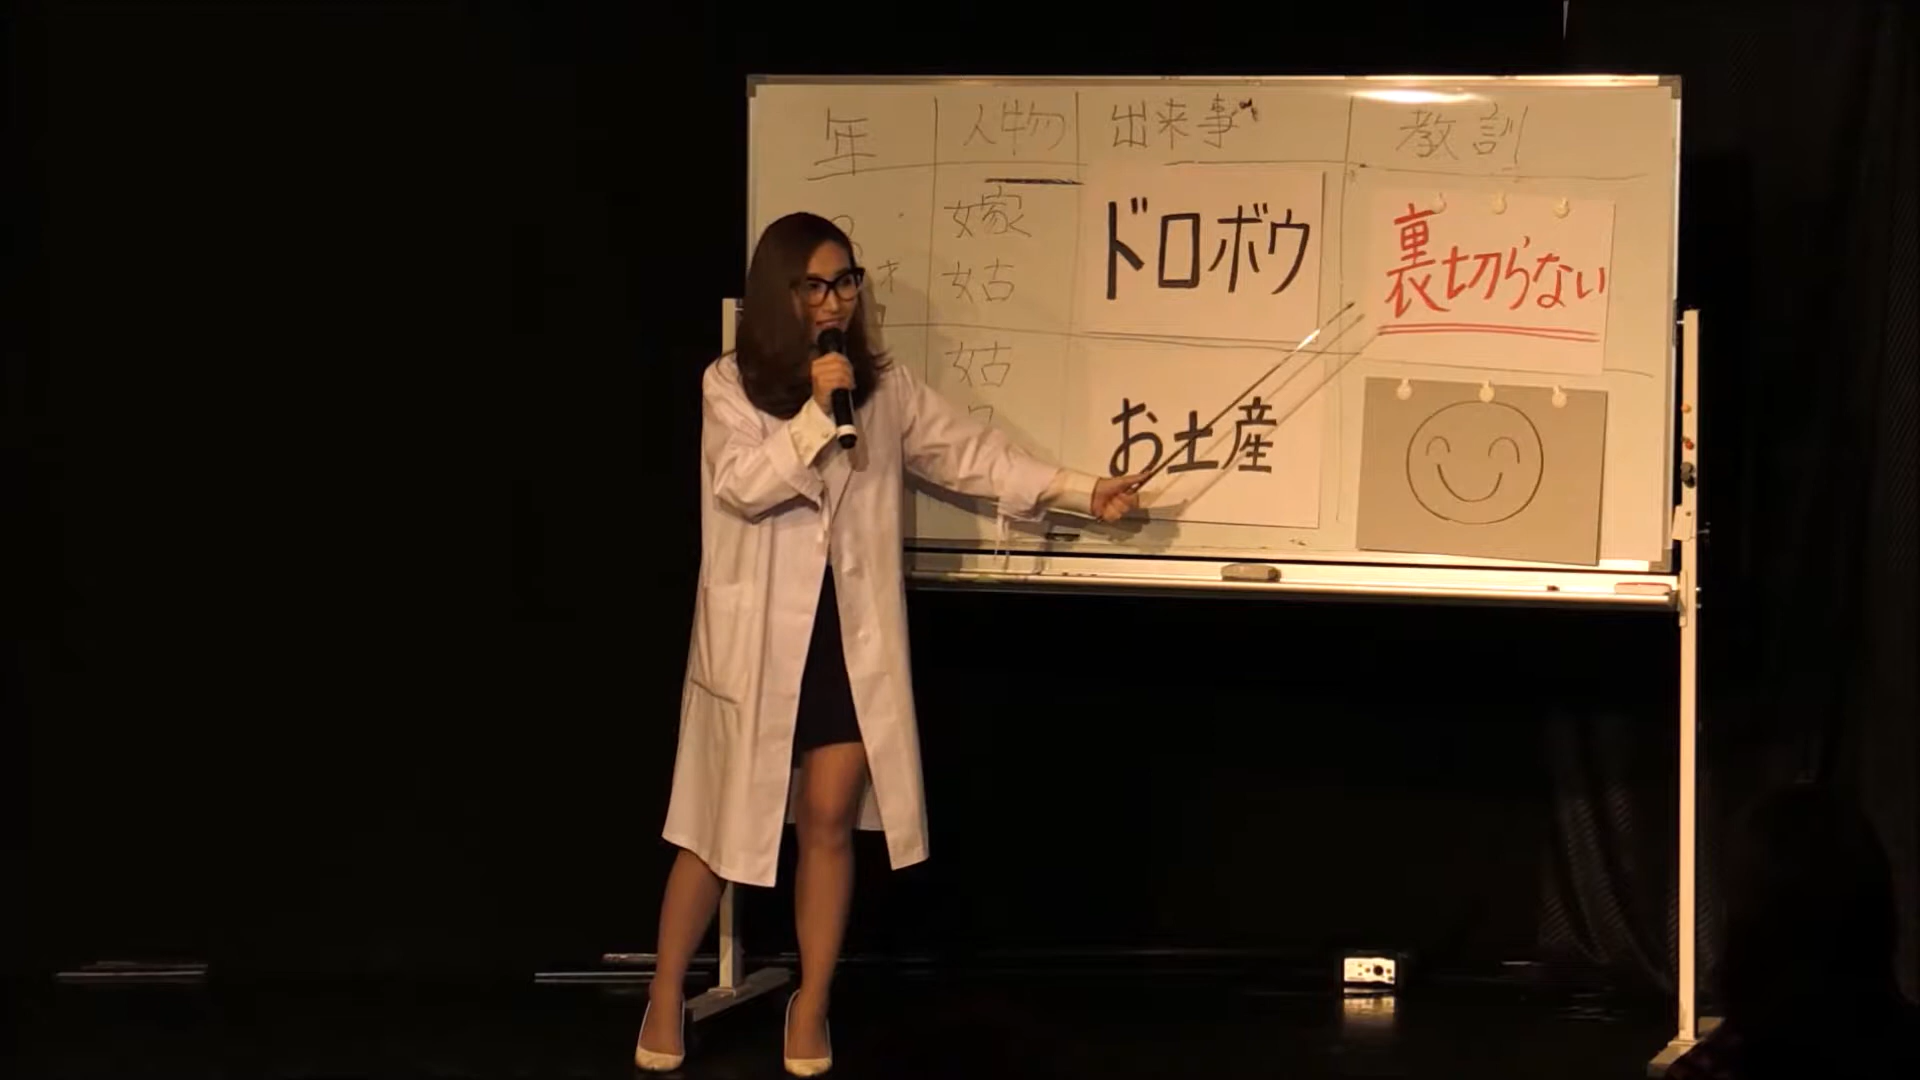 年 人物 出来事 教訓
嫁
姑
ドロボウ
裏切らない
姑
お土産